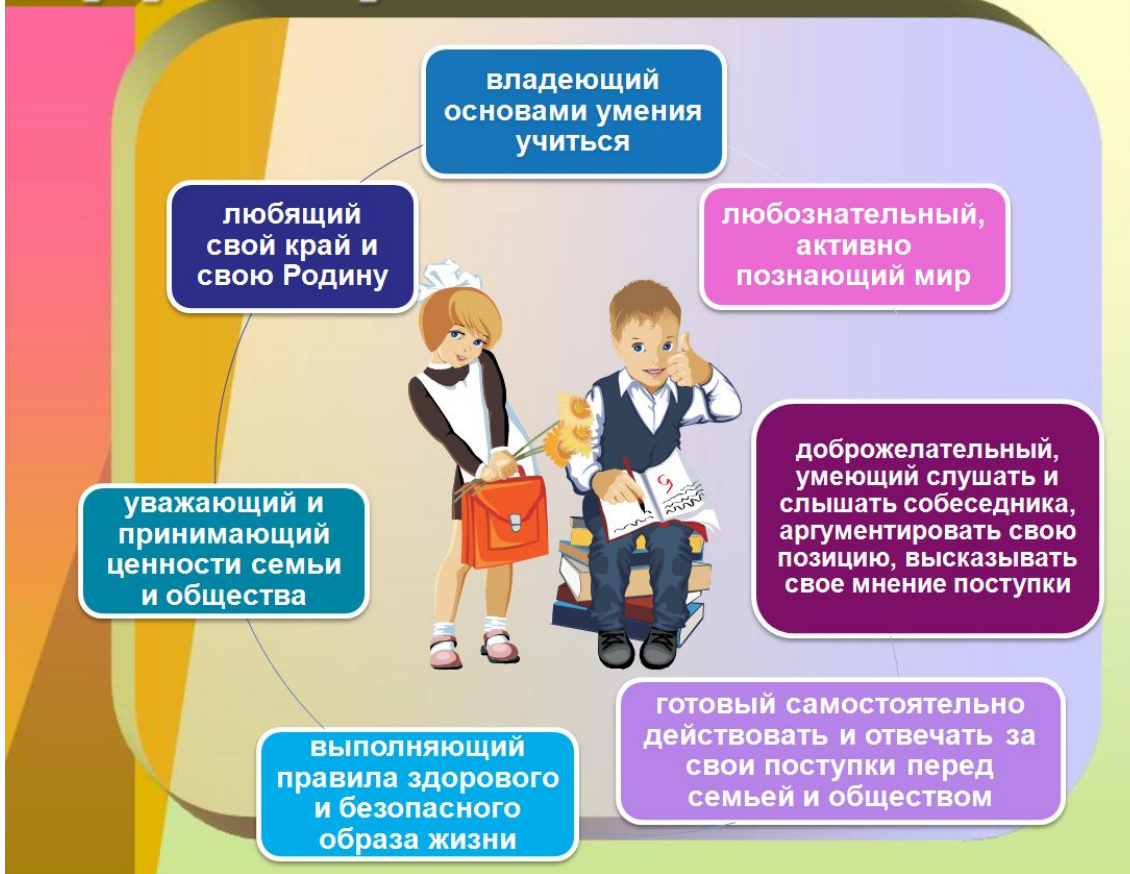 владеющий
основами умения
учиться
любознательный,
активно
познающий мир
доброжелательный,
умеющий слушать и
слышать собеседника,
аргументировать свою
позицию, высказывать
свое мнение поступки
готовый самостоятельно
действовать и отвечать за
свои поступки перед
семьей и обществом
выполняющий
правила здорового
и безопасного
образа жизни
уважающий и
принимающий
ценности семьи
и общества
любящий
свой край и
свою Родину